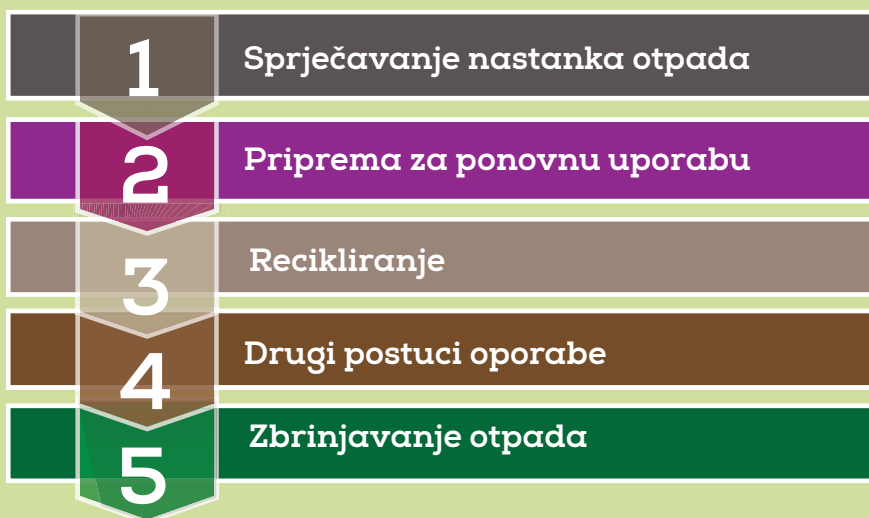 1 Sprječavanje nastanka otpada
2 Priprema za ponovnu uporabu
3 Recikliranje
4 Drugi postuci oporabe
5 Zbrinjavanje otpada